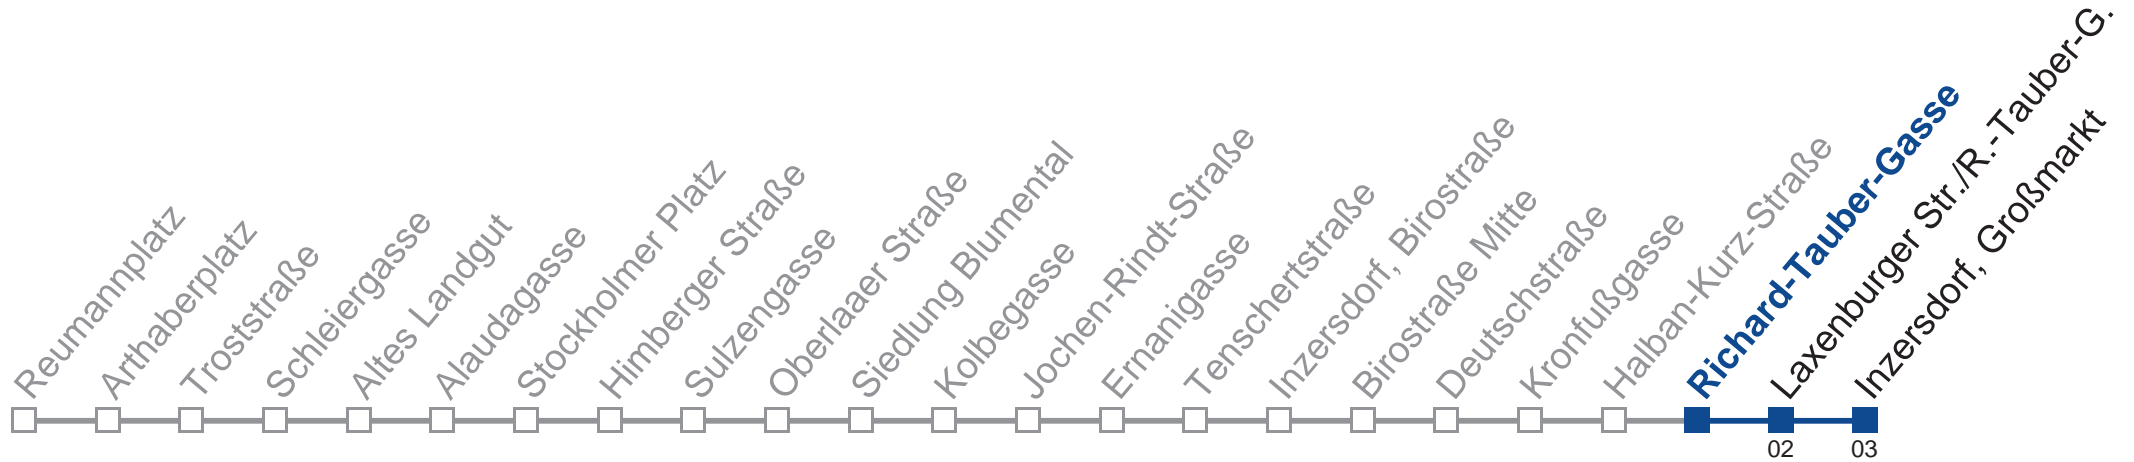 Reumannplatz
Arthaberplatz
Troststraße
Schleiergasse
Altes Landgut
Alaudagasse
Stockholmer Platz
Himberger Straße
Sulzengasse
Oberlaaer Straße
Siedlung Blumental
Kolbegasse
Jochen-Rindt-Straße
Ernanigasse
Tenschertstraße
Inzersdorf, Birostraße
Birostraße Mitte
Deutschstraße
Kronfußgasse
Halban-Kurz-Straße
Richard-Tauber-Gasse
Laxenburger Str./R.-Tauber-G.
Inzersdorf, Großmarkt
02
03